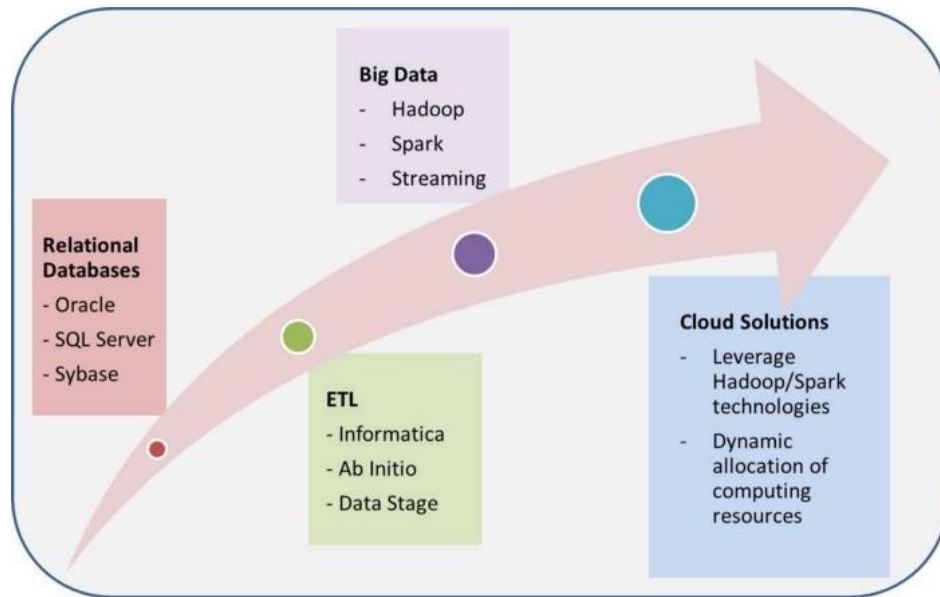 Relational
Databases
- Oracle
- SQL Server
- Sybase
ETL
- Informatica
- Ab Initio
- Data Stage
Big Data
- Hadoop
- Spark
- Streaming
Cloud Solutions
- Leverage
Hadoop/Spark
technologies
- Dynamic
allocation of
computing
resources